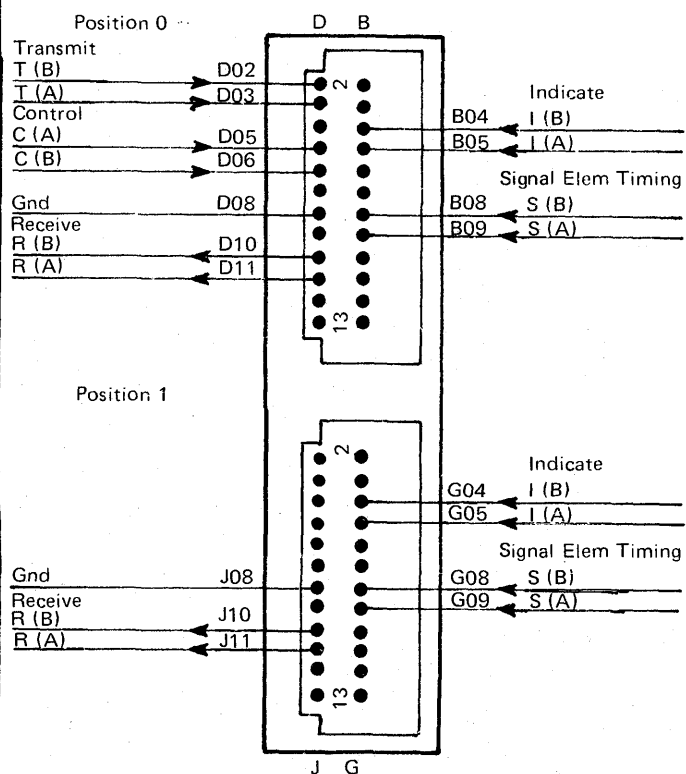 Position 0
D B
Transmit
T (B) D02
T (A) D03
Control
C (A) D05
C (B) D06
Gnd D08
Receive
R (B) D10
R (A) D11
2
13
Indicate
B04 I (B)
B05 I (A)
Signal Elem Timing
B08 S (B)
B09 S (A)
Position 1
Gnd J08
Receive
R (B) J10
R (A) J11
2
13
Indicate
G04 I (B)
G05 I (A)
Signal Elem Timing
G08 S (B)
G09 S (A)
J G